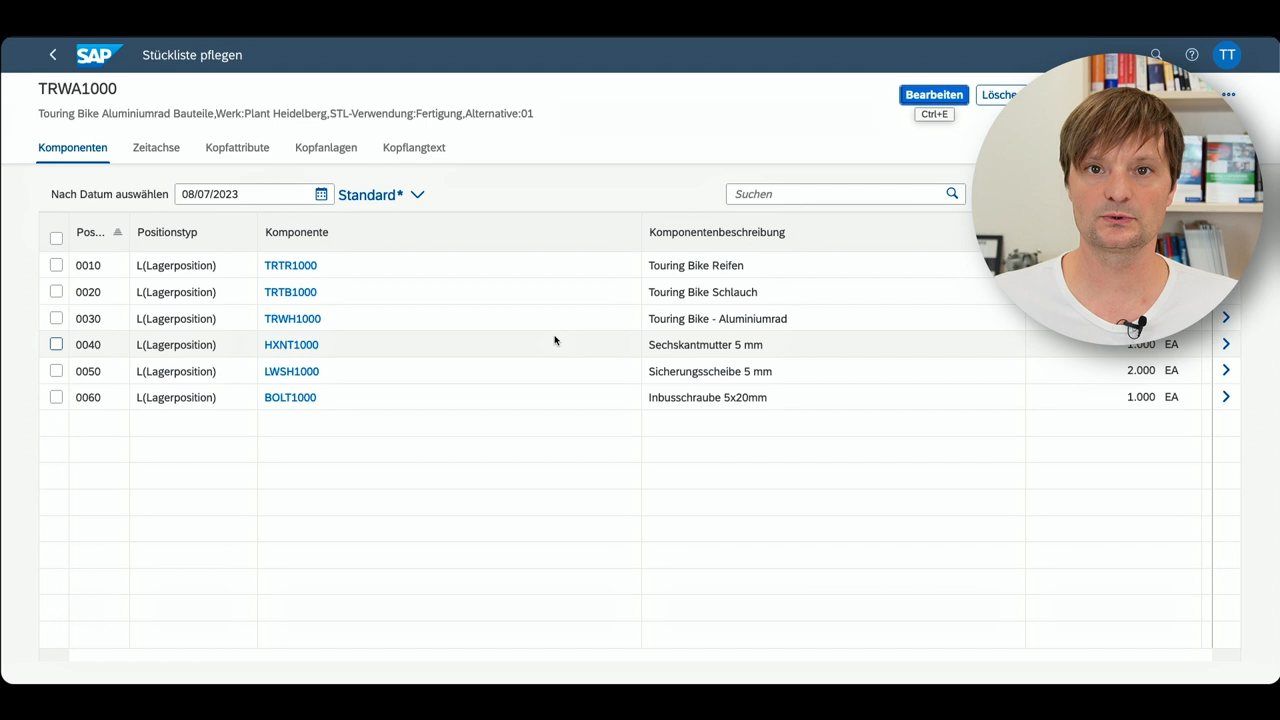 SAP Stückliste pflegen TT
TRWA1000
Bearbeiten
Touring Bike Aluminiumrad Bauteile,Werk:Plant Heidelberg,STL-Verwendung:Fertigung,Alternative:01
Ctrl+E
Komponenten Zeitachse Kopfattribute Kopfanlagen Kopflangtext
Nach Datum auswählen 08/07/2023 Standard* Suchen
Pos... Positionstyp Komponente Komponentenbeschreibung
0010 L(Lagerposition) TRTR1000 Touring Bike Reifen
0020 L(Lagerposition) TRTB1000 Touring Bike Schlauch
0030 L(Lagerposition) TRWH1000 Touring Bike - Aluminiumrad
0040 L(Lagerposition) HXNT1000 Sechskantmutter 5 mm 1.000 EA
0050 L(Lagerposition) LWSH1000 Sicherungsscheibe 5 mm 2.000 EA
0060 L(Lagerposition) BOLT1000 Inbusschraube 5x20mm 1.000 EA